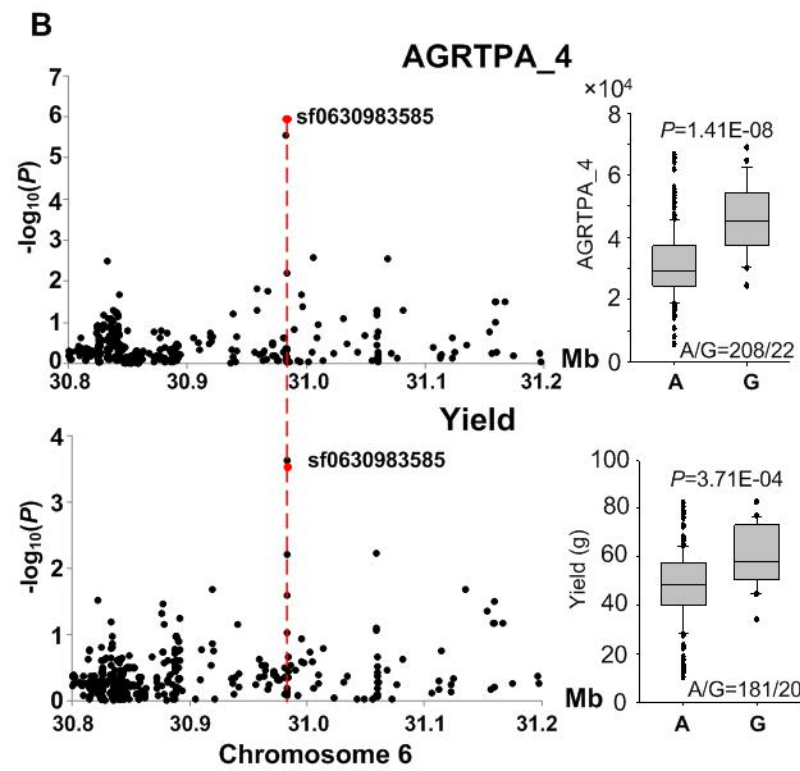 B
AGRTPA_4
7
6
5
4
3
2
1
0
-log10(P)
sf0630983585
30.8 30.9 31.0 31.1 31.2
Mb
×10⁴
8
6
4
2
0
AGRTPA_4
P=1.41E-08
A/G=208/22
A G
Yield
4
3
2
1
0
-log10(P)
sf0630983585
30.8 30.9 31.0 31.1 31.2
Mb
Chromosome 6
100
80
60
40
20
0
Yield (g)
P=3.71E-04
A/G=181/20
A G